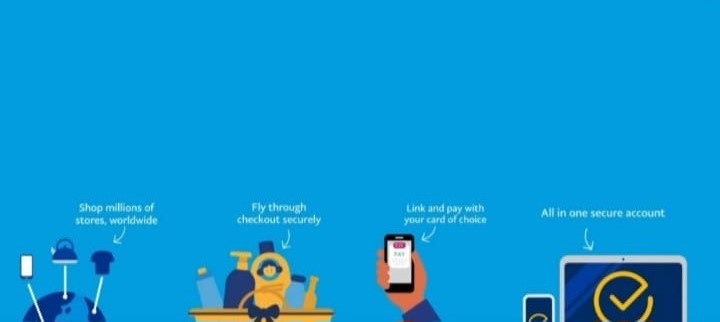 Shop millions of
stores, worldwide
Fly through
checkout securely
Link and pay with
your card of choice
All in one secure account
PAY